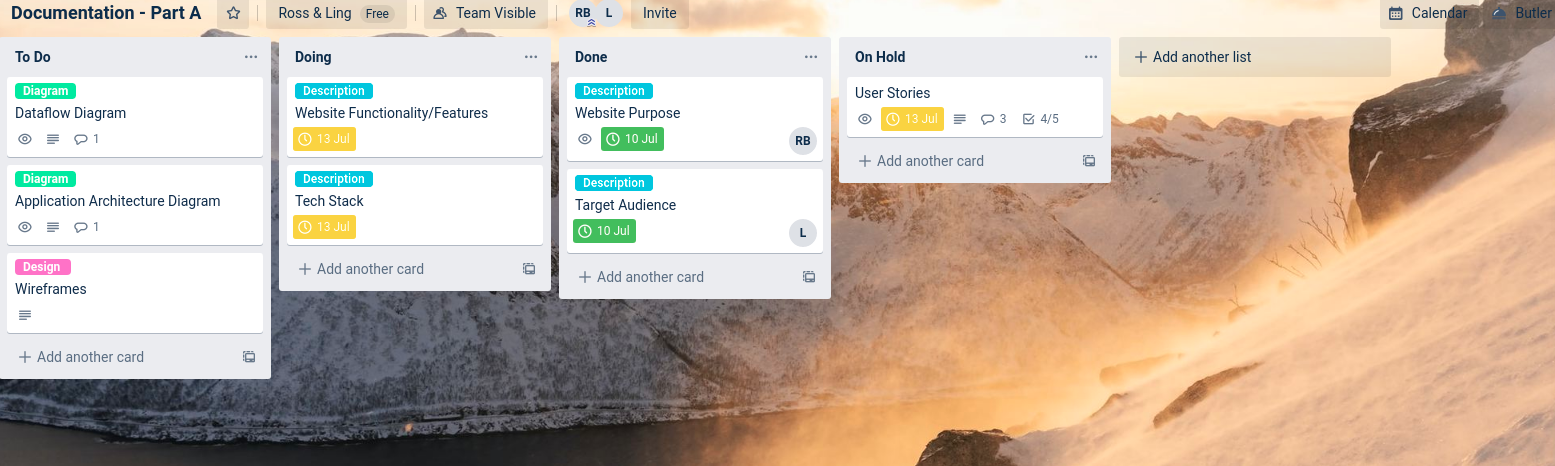 Documentation - Part A
Ross & Ling Free
Team Visible
RB L
Invite
Calendar
Butler
To Do
Diagram
Dataflow Diagram
1
Diagram
Application Architecture Diagram
1
Design
Wireframes
+ Add another card
Doing
Description
Website Functionality/Features
13 Jul
Description
Tech Stack
13 Jul
+ Add another card
Done
Description
Website Purpose
10 Jul
RB
Description
Target Audience
10 Jul
L
+ Add another card
On Hold
User Stories
13 Jul 3 4/5
+ Add another card
+ Add another list